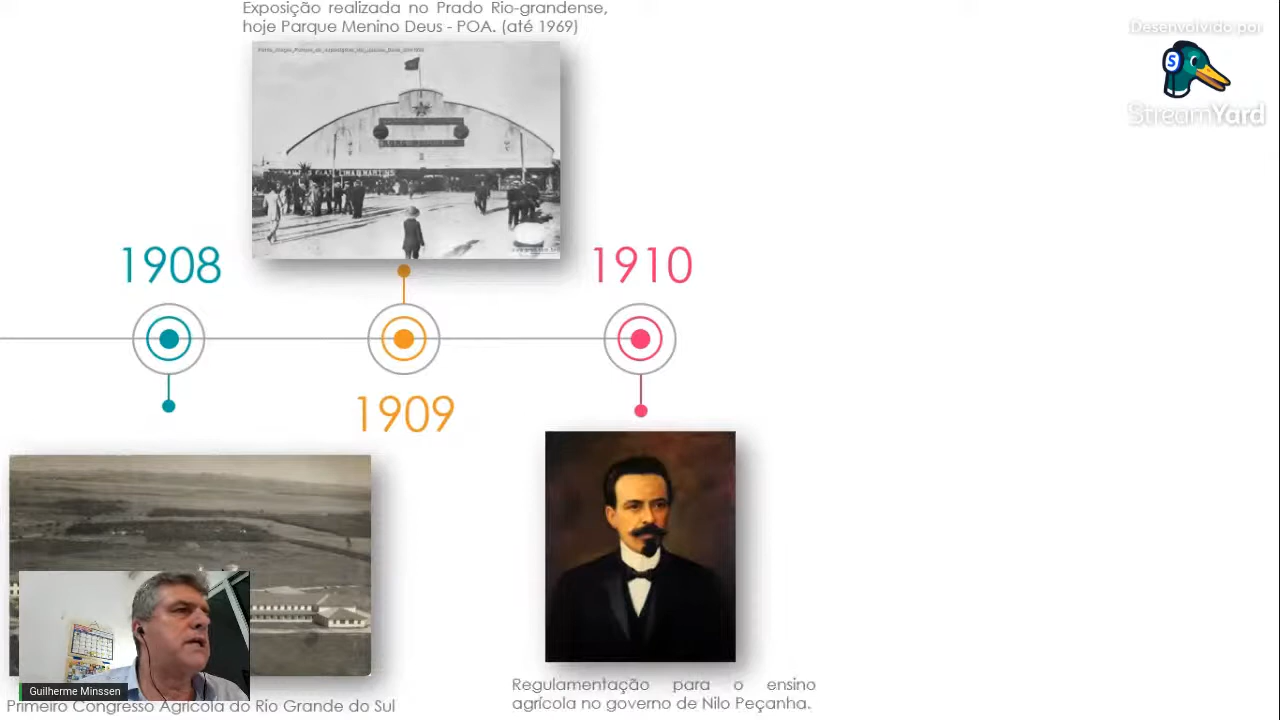 Exposição realizada no Prado Rio-grandense,
hoje Parque Menino Deus - POA. (até 1969)
Desenvolvido por
S
StreamYard
1908
1910
1909
Guilherme Minssen
Primeiro Congresso Agrícola do Rio Grande do Sul
Regulamentação para o ensino
agrícola no governo de Nilo Peçanha.